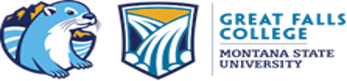 GREAT FALLS
COLLEGE
MONTANA STATE
UNIVERSITY